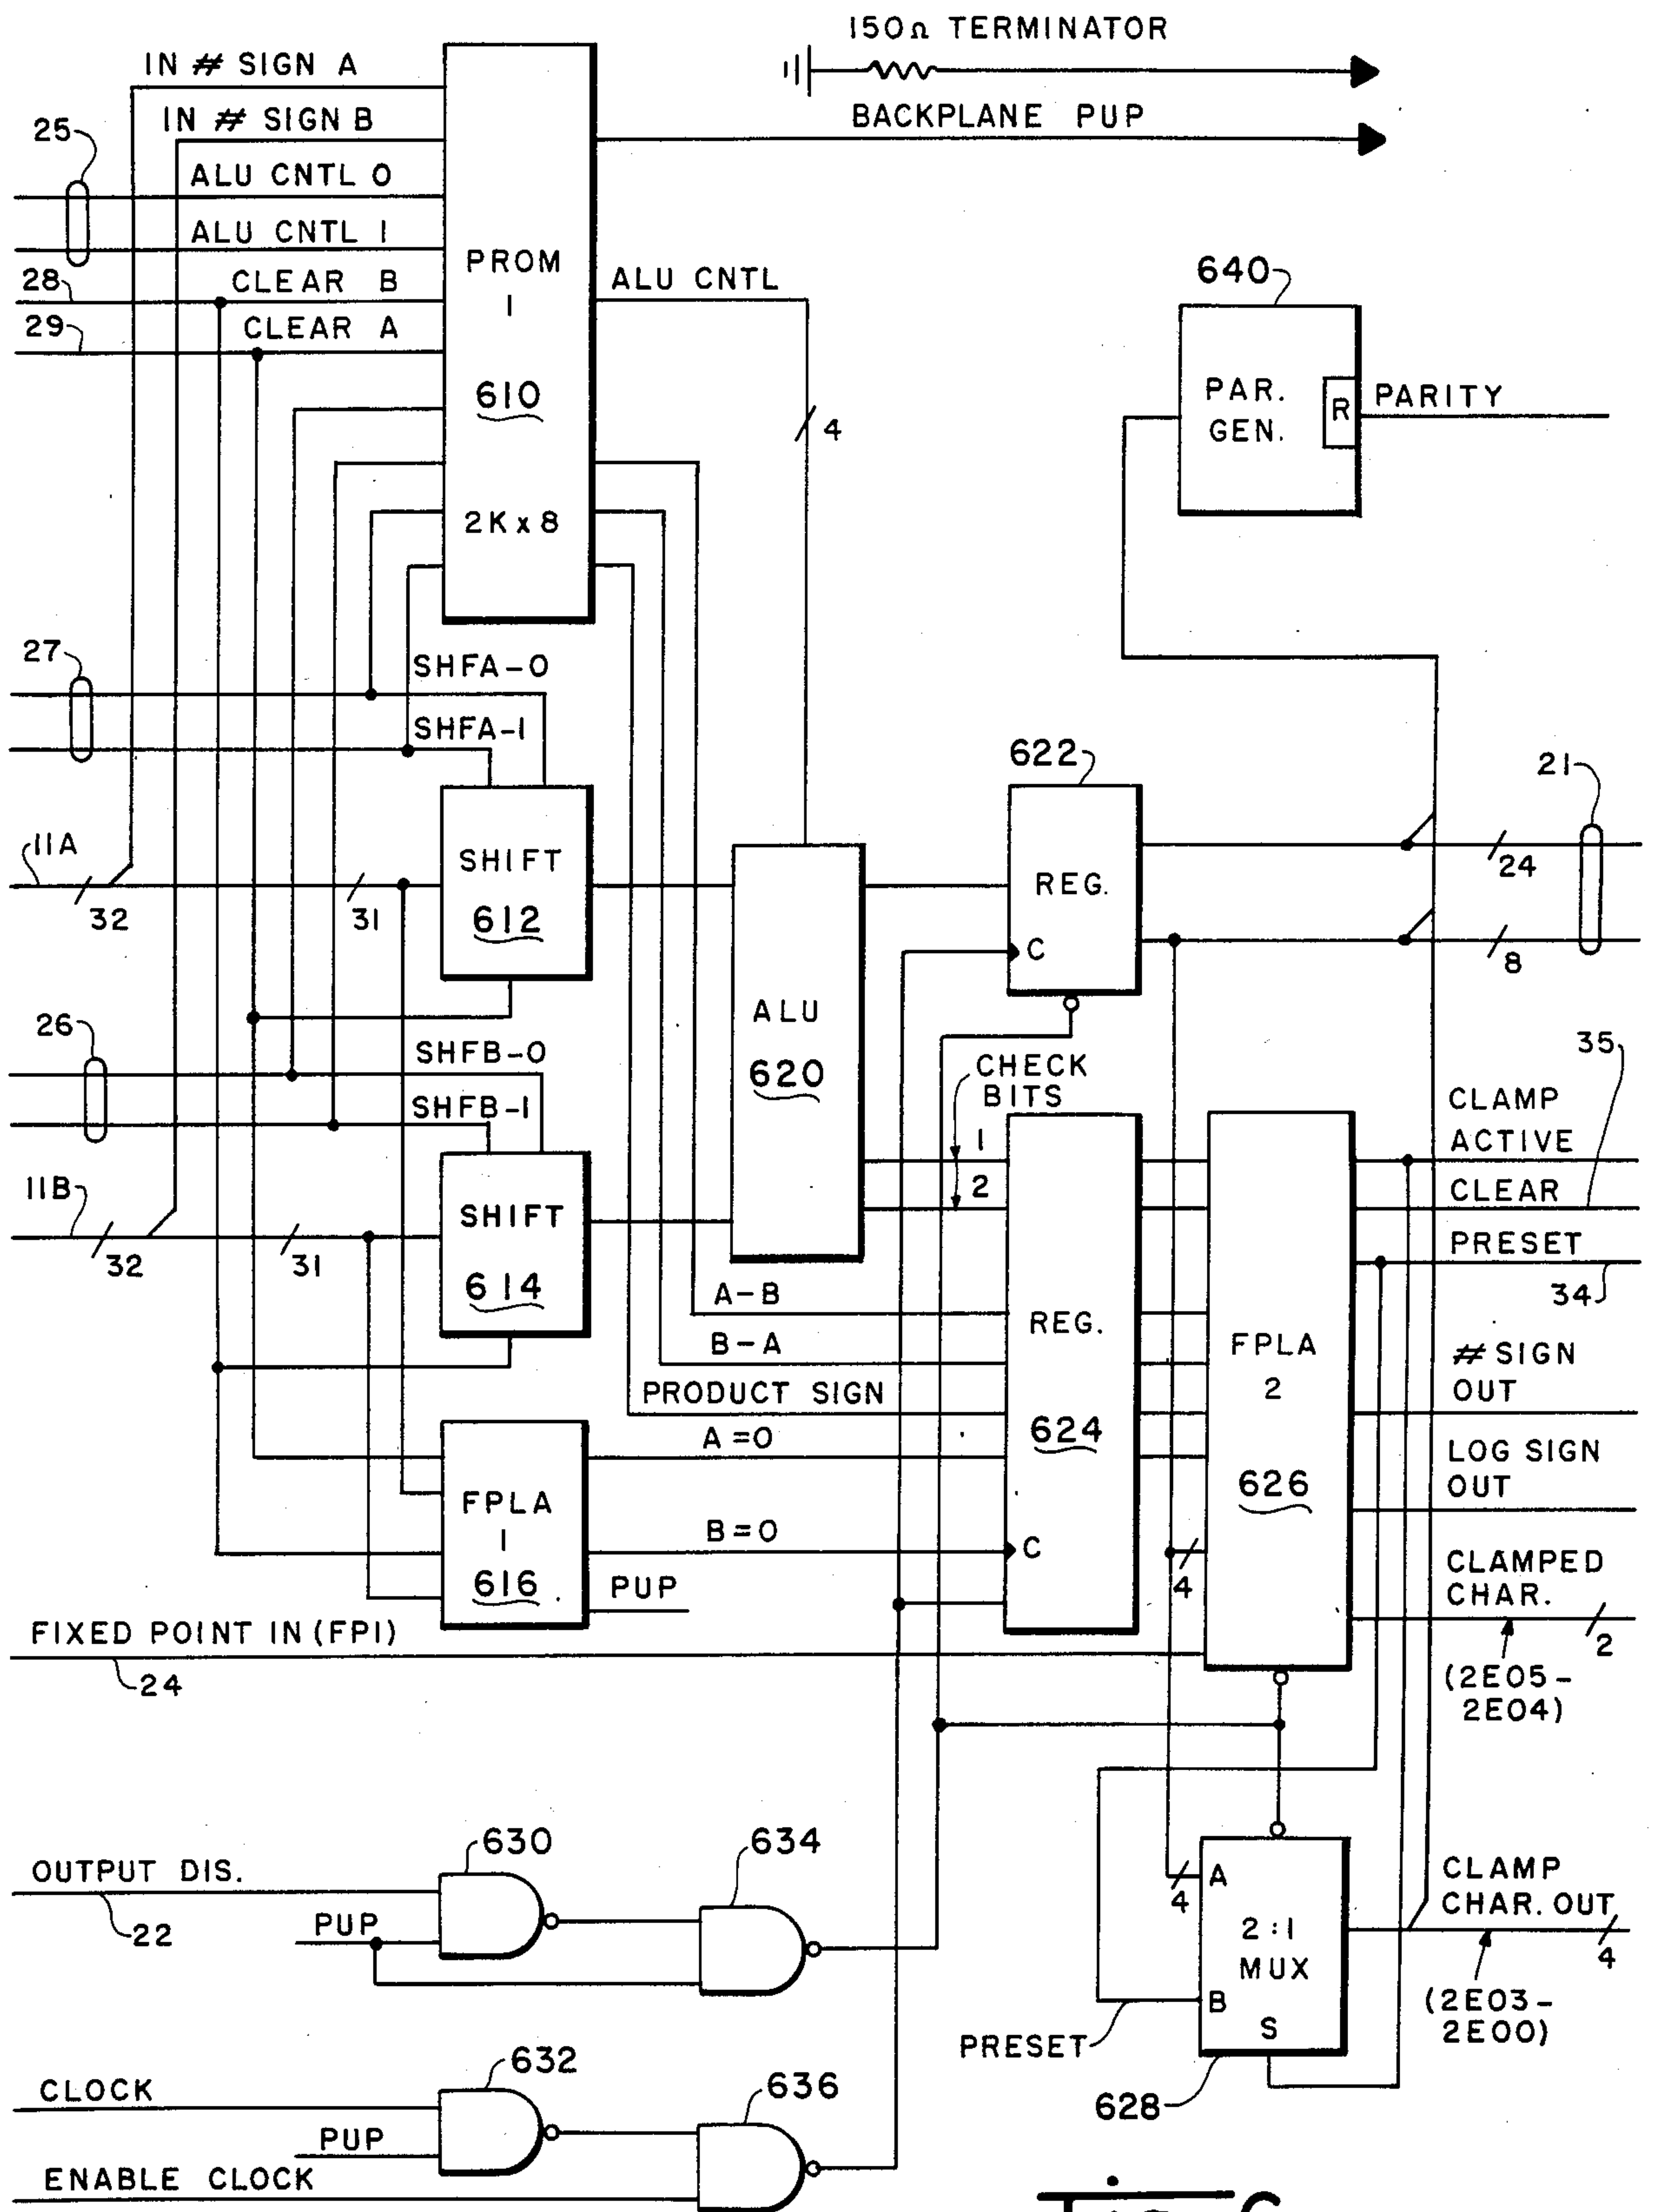 150Ω TERMINATOR
IN # SIGN A
BACKPLANE PUP
IN # SIGN B
25
ALU CNTL 0
ALU CNTL 1
28
CLEAR B
29
CLEAR A
PROM
1
610
2K x 8
ALU CNTL
4
640
PAR.
GEN.
R
PARITY
27
SHFA-0
SHFA-1
11A
32
31
SHIFT
612
622
REG.
C
21
24
8
26
SHFB-0
SHFB-1
11B
32
31
SHIFT
614
ALU
620
CHECK
BITS
1
2
35
CLAMP
ACTIVE
CLEAR
PRESET
34
# SIGN
OUT
LOG SIGN
OUT
CLAMPED
CHAR.
2
(2E05-
2E04)
A-B
B-A
PRODUCT SIGN
A=0
B=0
PUP
REG.
624
C
FPLA
2
626
4
FPLA
1
616
FIXED POINT IN (FPI)
24
630
634
OUTPUT DIS.
22
PUP
4
A
2:1
MUX
B
S
PRESET
628
CLAMP
CHAR. OUT
4
(2E03-
2E00)
632
636
CLOCK
PUP
ENABLE CLOCK